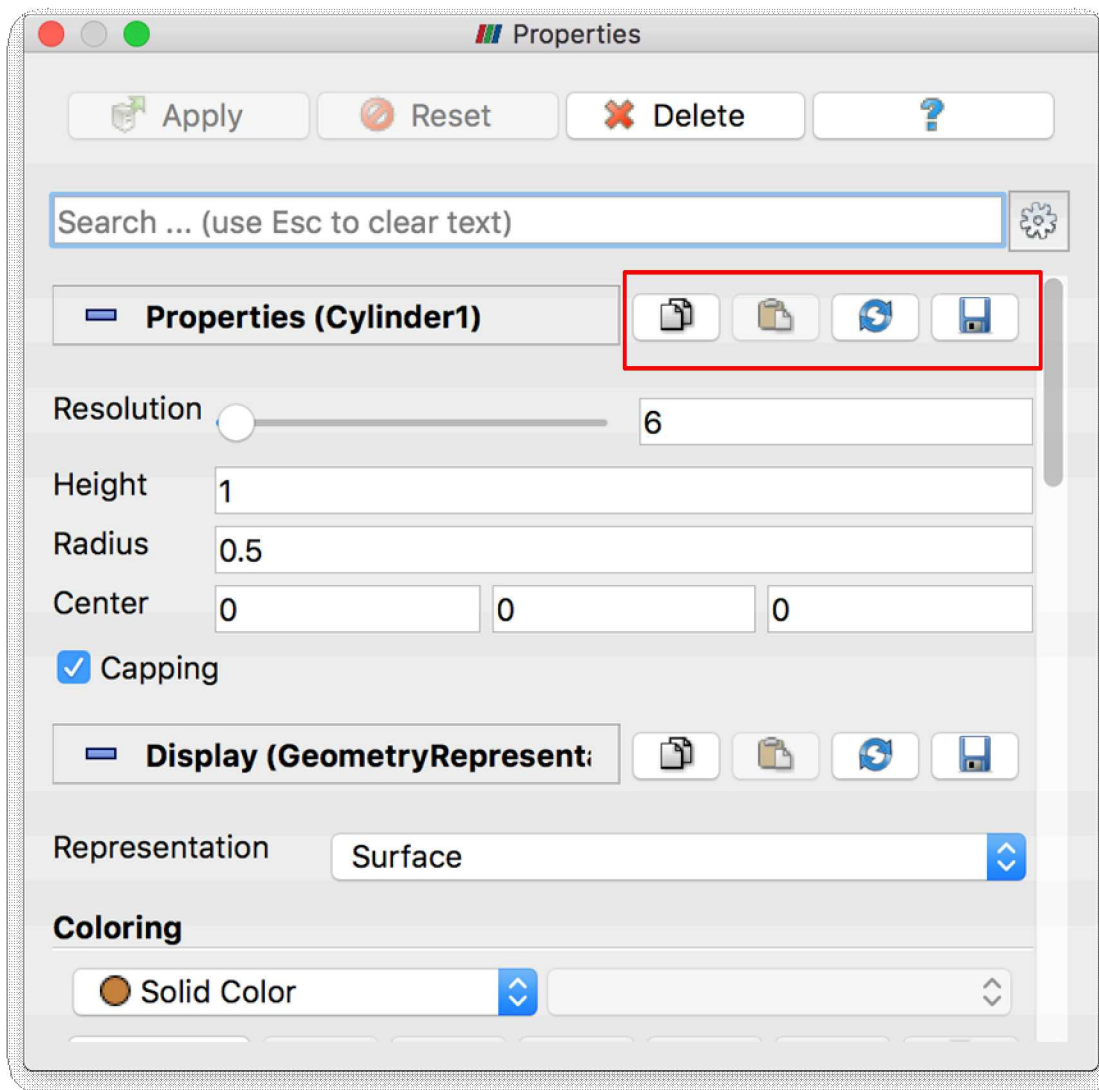 Properties
Apply Reset Delete ?
Search ... (use Esc to clear text)
Properties (Cylinder1)
Resolution 6
Height 1
Radius 0.5
Center 0 0 0
Capping
Display (GeometryRepresent
Representation Surface
Coloring
Solid Color